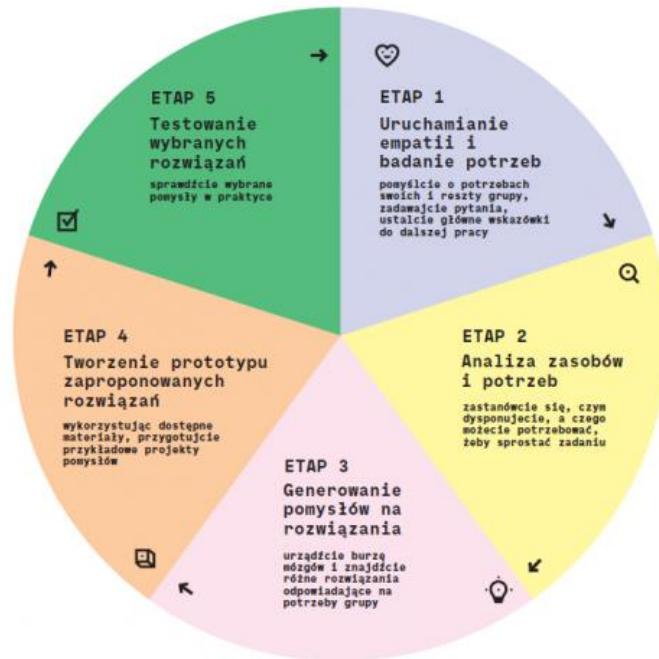 ETAP 1
Uruchamianie
empatii i
badanie potrzeb
pomyślcie o potrzebach
swoich i reszty grupy,
zadawajcie pytania,
ustalcie główne wskazówki
do dalszej pracy
ETAP 2
Analiza zasobów
i potrzeb
zastanówcie się, czym
dysponujecie, a czego
możecie potrzebować,
żeby sprostać zadaniu
ETAP 3
Generowanie
pomysłów na
rozwiązania
urządźcie burzę
mózgów i znajdźcie
różne rozwiązania
odpowiadające na
potrzeby grupy
ETAP 4
Tworzenie prototypu
zaproponowanych
rozwiązań
wykorzystując dostępne
materiały, przygotujcie
przykładowe projekty
pomysłów
ETAP 5
Testowanie
wybranych
rozwiązań
sprawdźcie wybrane
pomysły w praktyce